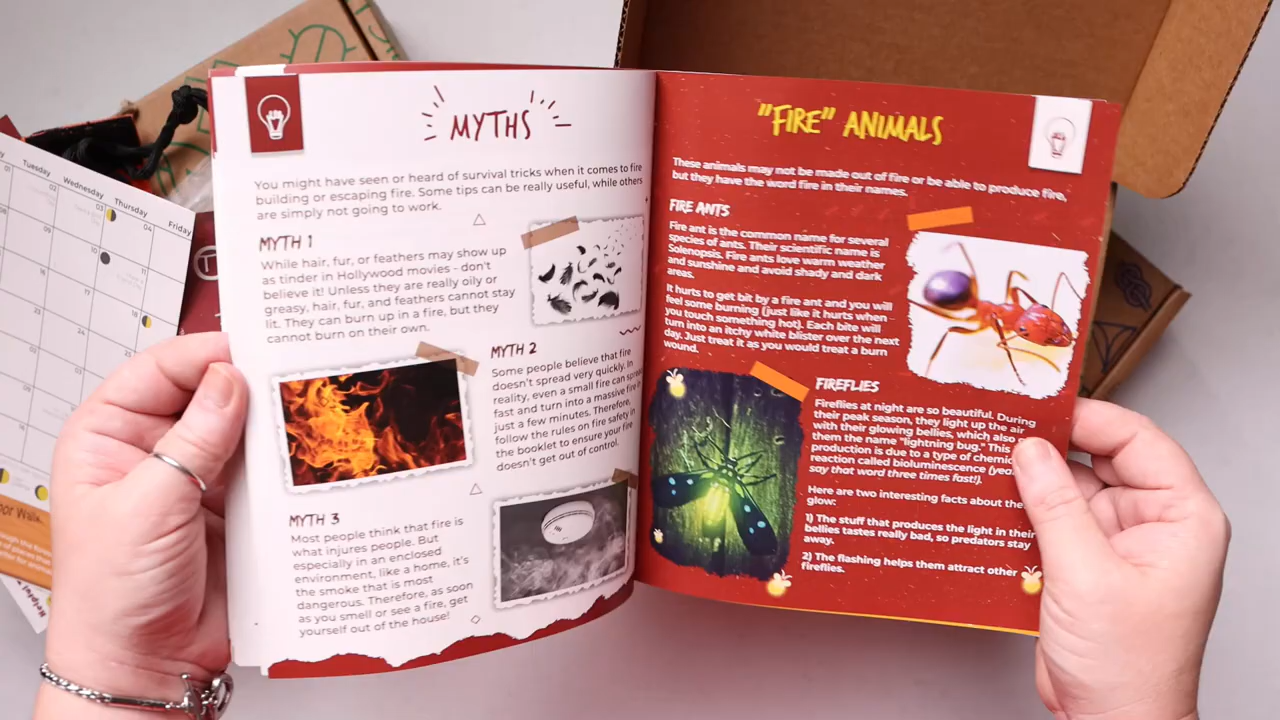 MYTHS
You might have seen or heard of survival tricks when it comes to fire
building or escaping fire. Some tips can be really useful, while others
are simply not going to work.
MYTH 1
While hair, fur, or feathers may show up
as tinder in Hollywood movies - don't
believe it! Unless they are really oily or
greasy, hair, fur, and feathers cannot stay
lit. They can burn up in a fire, but they
cannot burn on their own.
MYTH 2
Some people believe that fire
doesn't spread very quickly. In
reality, even a small fire can spread
fast and turn into a massive fire in
just a few minutes. Therefore,
follow the rules on fire safety in
the booklet to ensure your fire
doesn't get out of control.
MYTH 3
Most people think that fire is
what injures people. But
especially in an enclosed
environment, like a home, it's
the smoke that is most
dangerous. Therefore, as soon
as you smell or see a fire, get
yourself out of the house!
"FIRE" ANIMALS
These animals may not be made out of fire or be able to produce fire,
but they have the word fire in their names.
FIRE ANTS
Fire ant is the common name for several
species of ants. Their scientific name is
Solenopsis. Fire ants love warm weather
and sunshine and avoid shady and dark
areas.
It hurts to get bit by a fire ant and you will
feel some burning (just like it hurts when
you touch something hot). Each bite will
turn into an itchy white blister over the next
day. Just treat it as you would treat a burn
wound.
FIREFLIES
Fireflies at night are so beautiful. During
their peak season, they light up the air
with their glowing bellies, which also
them the name "lightning bug." This
production is due to a type of chemic
reaction called bioluminescence (yea
say that word three times fast!).
Here are two interesting facts about the
glow:
1) The stuff that produces the light in their
bellies tastes really bad, so predators stay
away.
2) The flashing helps them attract other
fireflies.
Tuesday
Wednesday
Thursday
Friday
01
02
03
04
09
10
11
16
17
18
Helpful